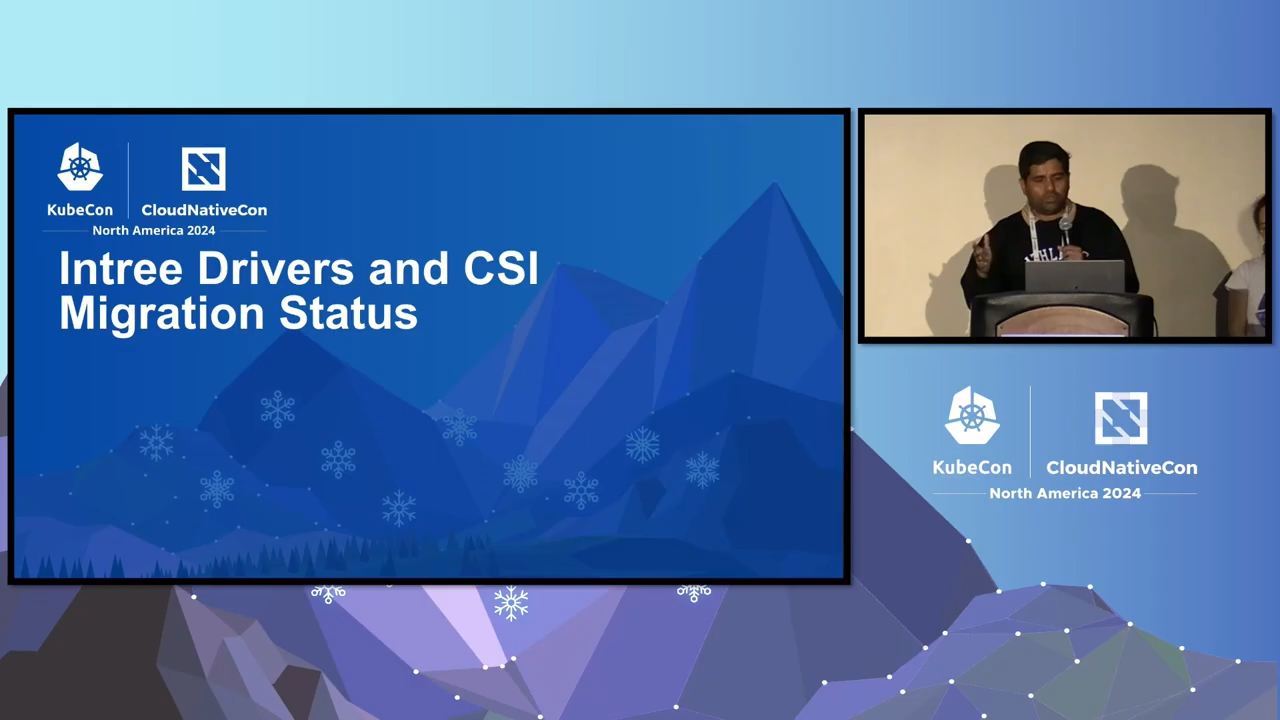 KubeCon
CloudNativeCon
North America 2024
Intree Drivers and CSI
Migration Status
KubeCon
CloudNativeCon
North America 2024